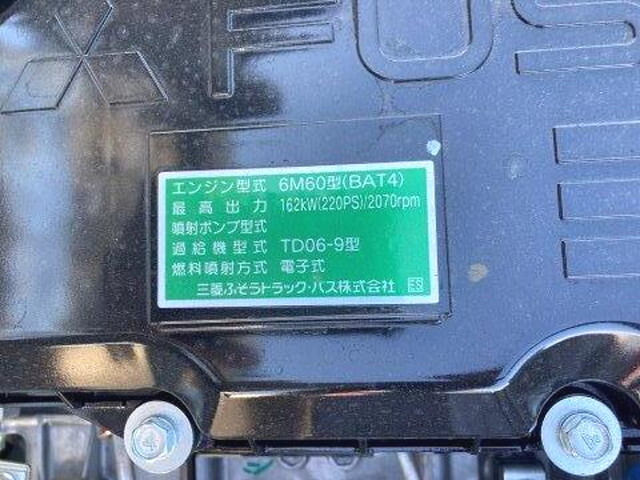 FUS
エンジン型式 6M60型(BAT4)
最高出力 162kW(220PS)/2070rpm
噴射ポンプ型式
過給機型式 TD06-9型
燃料噴射方式 電子式
三菱ふそうトラック・バス株式会社 ES
4